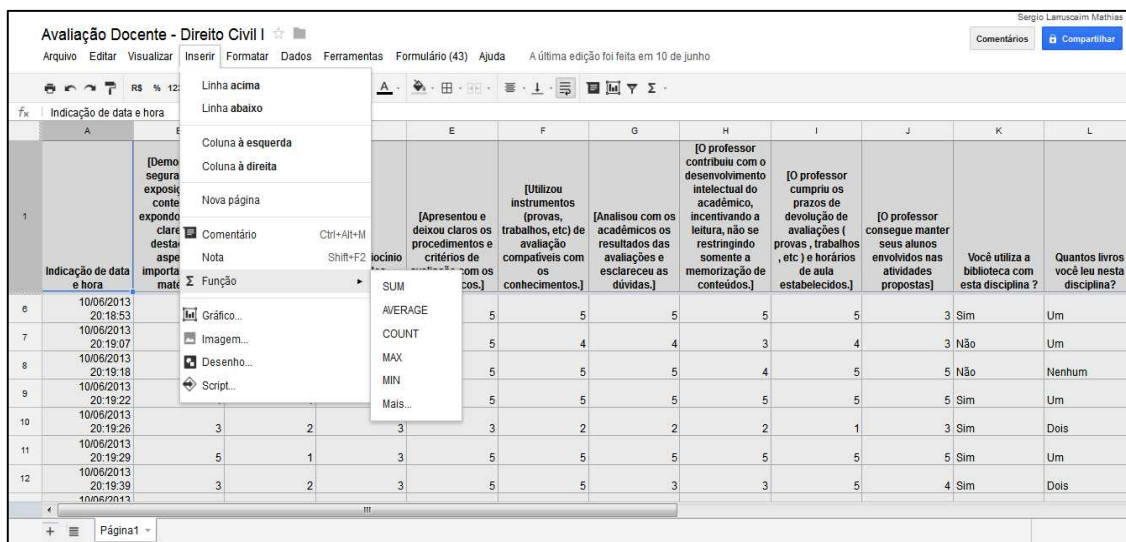 Sergio Larruscaim Mathias
Avaliação Docente - Direito Civil I
Comentários
Compartilhar
Arquivo Editar Visualizar Inserir Formatar Dados Ferramentas Formulário (43) Ajuda A última edição foi feita em 10 de junho
R$ % 12
A
Σ
fx Indicação de data e hora
Linha acima
Linha abaixo
Coluna à esquerda
Coluna à direita
Nova página
Comentário Ctrl+Alt+M
Nota Shift+F2
Σ Função
Gráfico...
Imagem...
Desenho...
Script...
SUM
AVERAGE
COUNT
MAX
MIN
Mais...
A E F G H I J K L
1
Indicação de data
e hora
[Apresentou e
deixou claros os
procedimentos e
critérios de
[Utilizou
instrumentos
(provas,
trabalhos, etc) de
avaliação
compatíveis com
os
conhecimentos.]
[Analisou com os
acadêmicos os
resultados das
avaliações e
esclareceu as
dúvidas.]
[O professor
contribuiu com o
desenvolvimento
intelectual do
acadêmico,
incentivando a
leitura, não se
restringindo
somente a
memorização de
conteúdos.]
[O professor
cumpriu os
prazos de
devolução de
avaliações (
provas , trabalhos
, etc ) e horários
de aula
estabelecidos.]
[O professor
consegue manter
seus alunos
envolvidos nas
atividades
propostas]
Você utiliza a
biblioteca com
esta disciplina ?
Quantos livros
você leu nesta
disciplina?
6 10/06/2013
20:18:53 5 5 5 5 5 3 Sim Um
7 10/06/2013
20:19:07 5 4 4 3 4 3 Não Um
8 10/06/2013
20:19:18 5 5 5 4 5 5 Não Nenhum
9 10/06/2013
20:19:22 5 5 5 5 5 5 Sim Um
10 10/06/2013
20:19:26 3 2 3 3 2 2 2 1 3 Sim Dois
11 10/06/2013
20:19:29 5 1 3 5 5 5 5 5 5 Sim Um
12 10/06/2013
20:19:39 3 2 3 5 5 3 3 5 4 Sim Dois
10/06/2013
Página1